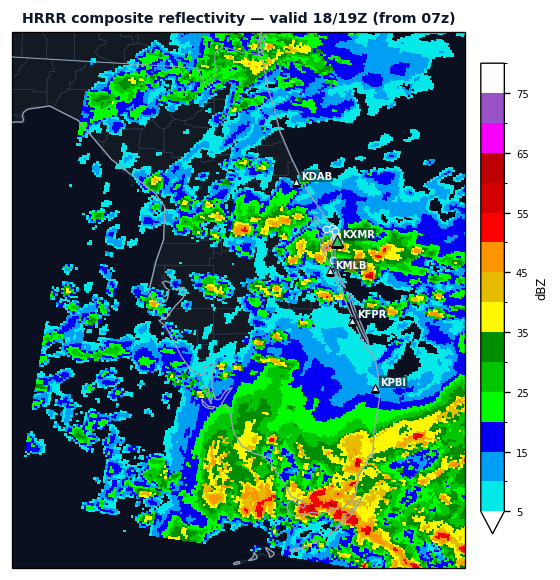 HRRR composite reflectivity — valid 18/19Z (from 07z)
KDAB
KXMR
KMLB
KFPR
KPBI
75
65
55
45
35
25
15
5
dBZ